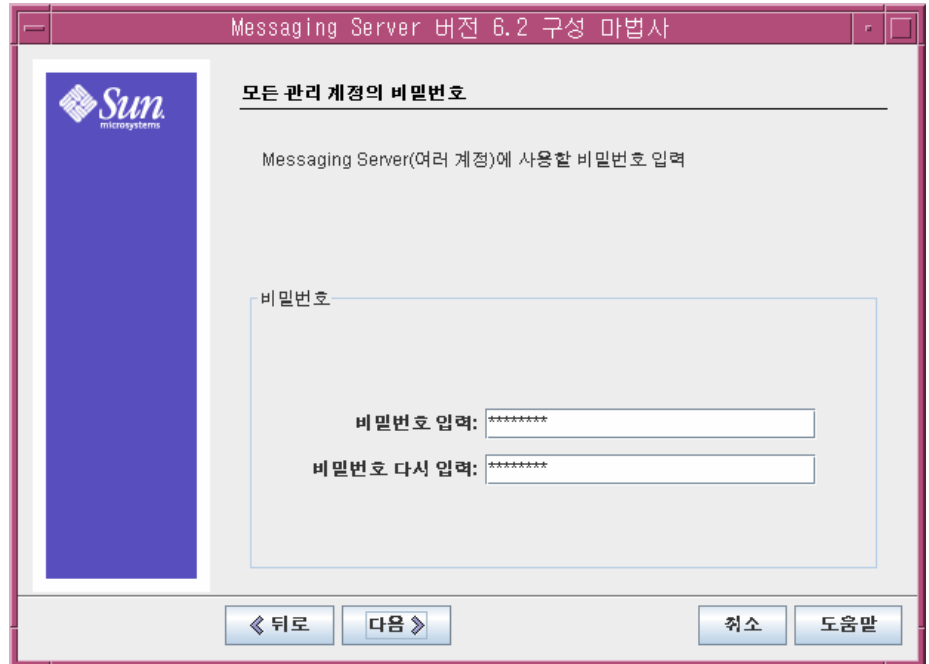 Messaging Server 버전 6.2 구성 마법사
Sun
microsystems
모든 관리 계정의 비밀번호
Messaging Server(여러 계정)에 사용할 비밀번호 입력
비밀번호
비밀번호 입력: ********
비밀번호 다시 입력: ********
뒤로 다음 취소 도움말